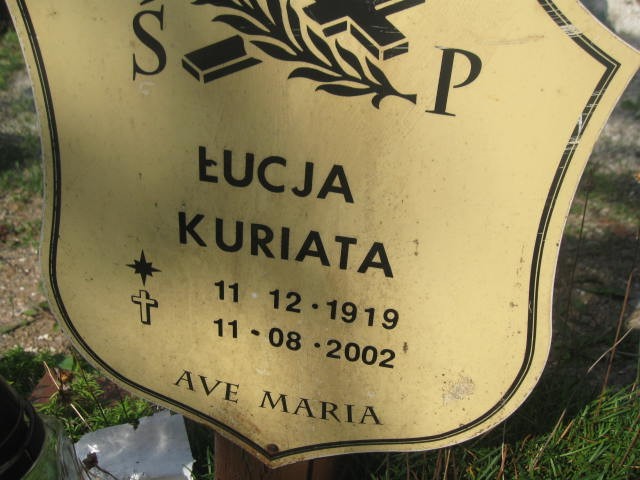 Ś P
ŁUCJA
KURIATA
11 12 · 1919
11 · 08 · 2002
AVE MARIA